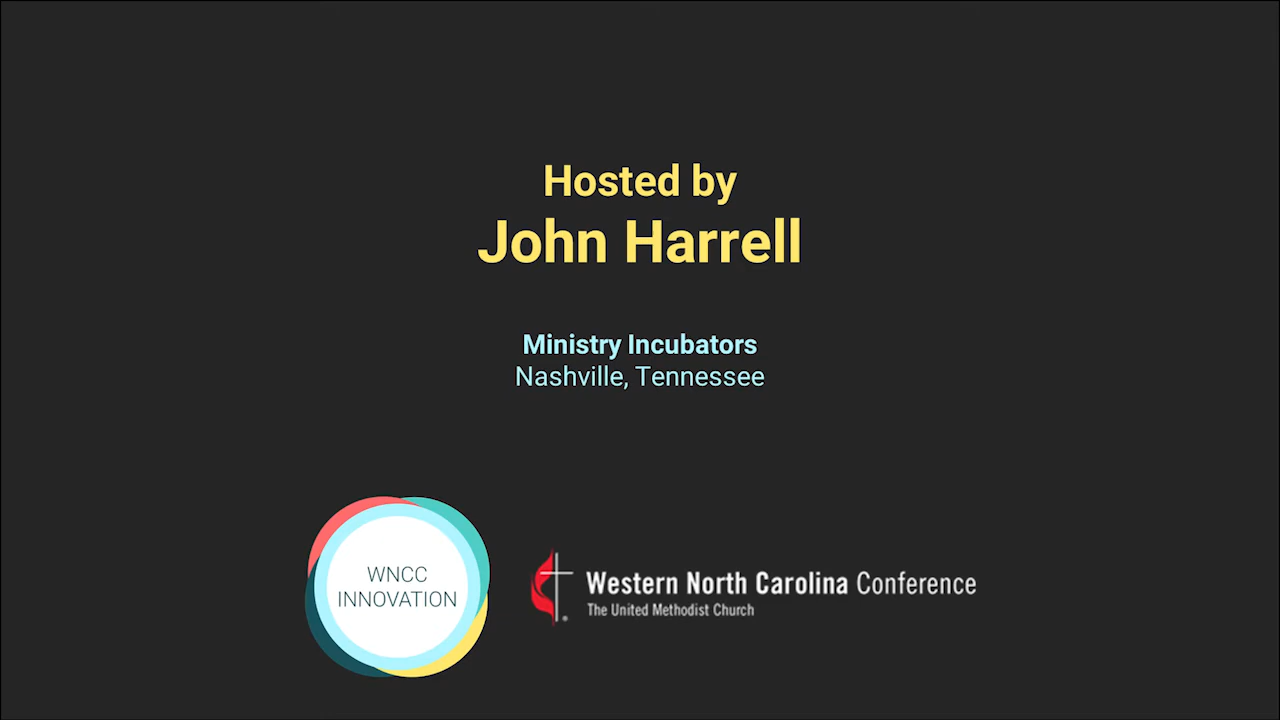 Hosted by
John Harrell
Ministry Incubators
Nashville, Tennessee
WNCC
INNOVATION
Western North Carolina Conference
The United Methodist Church
®